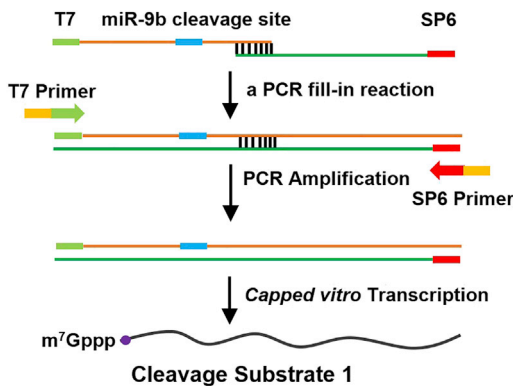 T7 miR-9b cleavage site SP6
a PCR fill-in reaction
T7 Primer
PCR Amplification
SP6 Primer
Capped vitro Transcription
m⁷Gppp
Cleavage Substrate 1